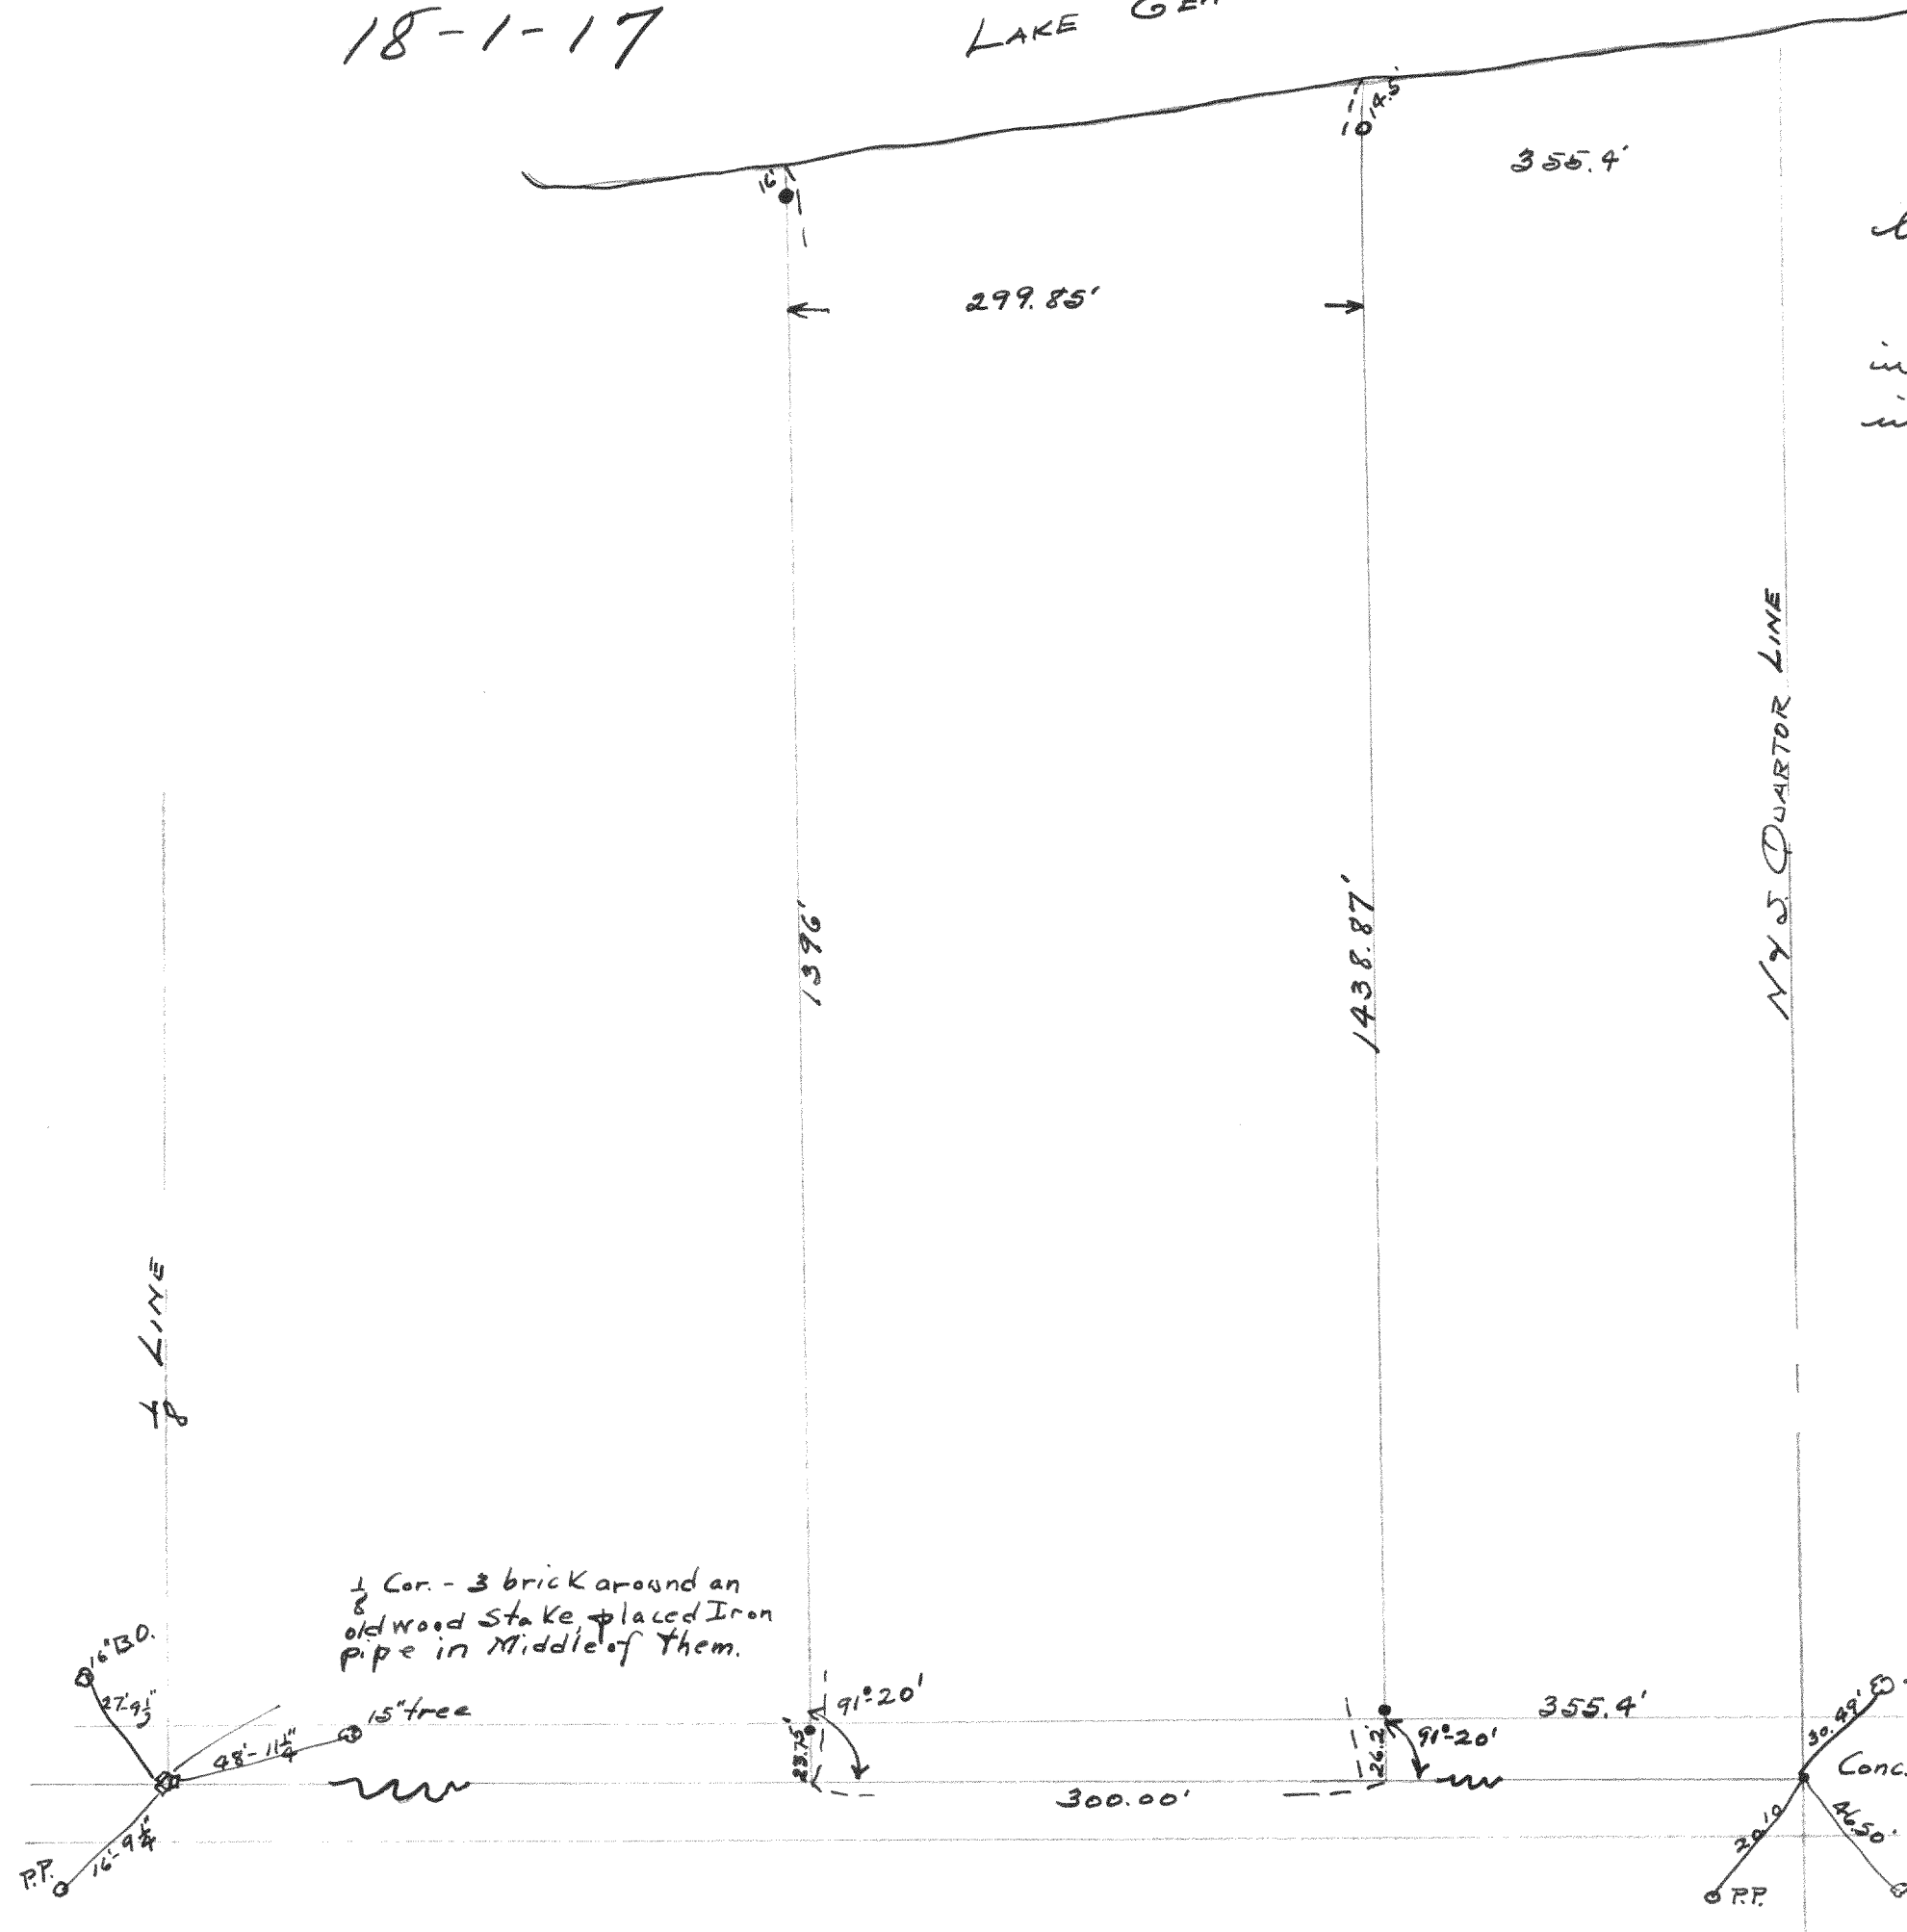 18-1-17
LAKE GEN
16'
14.5'
355.4'
299.85'
in
1396'
1438.87'
N & S. QUARTOR LINE
1/8 LINE
1/8 Cor. - 3 brick around an
old wood stake, placed Iron
pipe in Middle of them.
16" B.O.
27'-9 1/2"
15" tree
48'-11 1/4"
91°-20'
23.75'
26.2'
91°-20'
355.4'
30.49'
Conc.
300.00'
16'-9 1/4"
P.P.
20.10
46.50'
P.P.